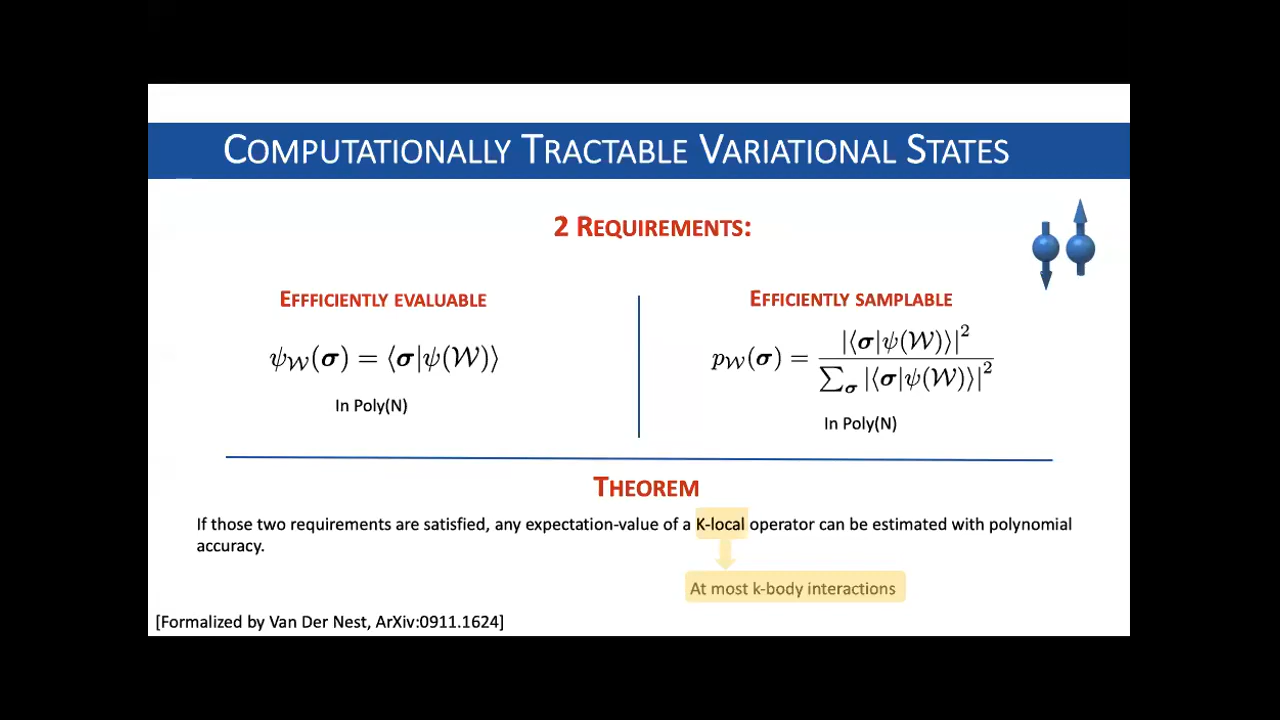 COMPUTATIONALLY TRACTABLE VARIATIONAL STATES
2 REQUIREMENTS:
EFFFICIENTLY EVALUABLE
ψ_𝒲(𝝈) = ⟨𝝈|ψ(𝒲)⟩
In Poly(N)
EFFICIENTLY SAMPLABLE
p_𝒲(𝝈) = |⟨𝝈|ψ(𝒲)⟩|² / ∑_𝝈 |⟨𝝈|ψ(𝒲)⟩|²
In Poly(N)
THEOREM
If those two requirements are satisfied, any expectation-value of a K-local operator can be estimated with polynomial
accuracy.
At most k-body interactions
[Formalized by Van Der Nest, ArXiv:0911.1624]